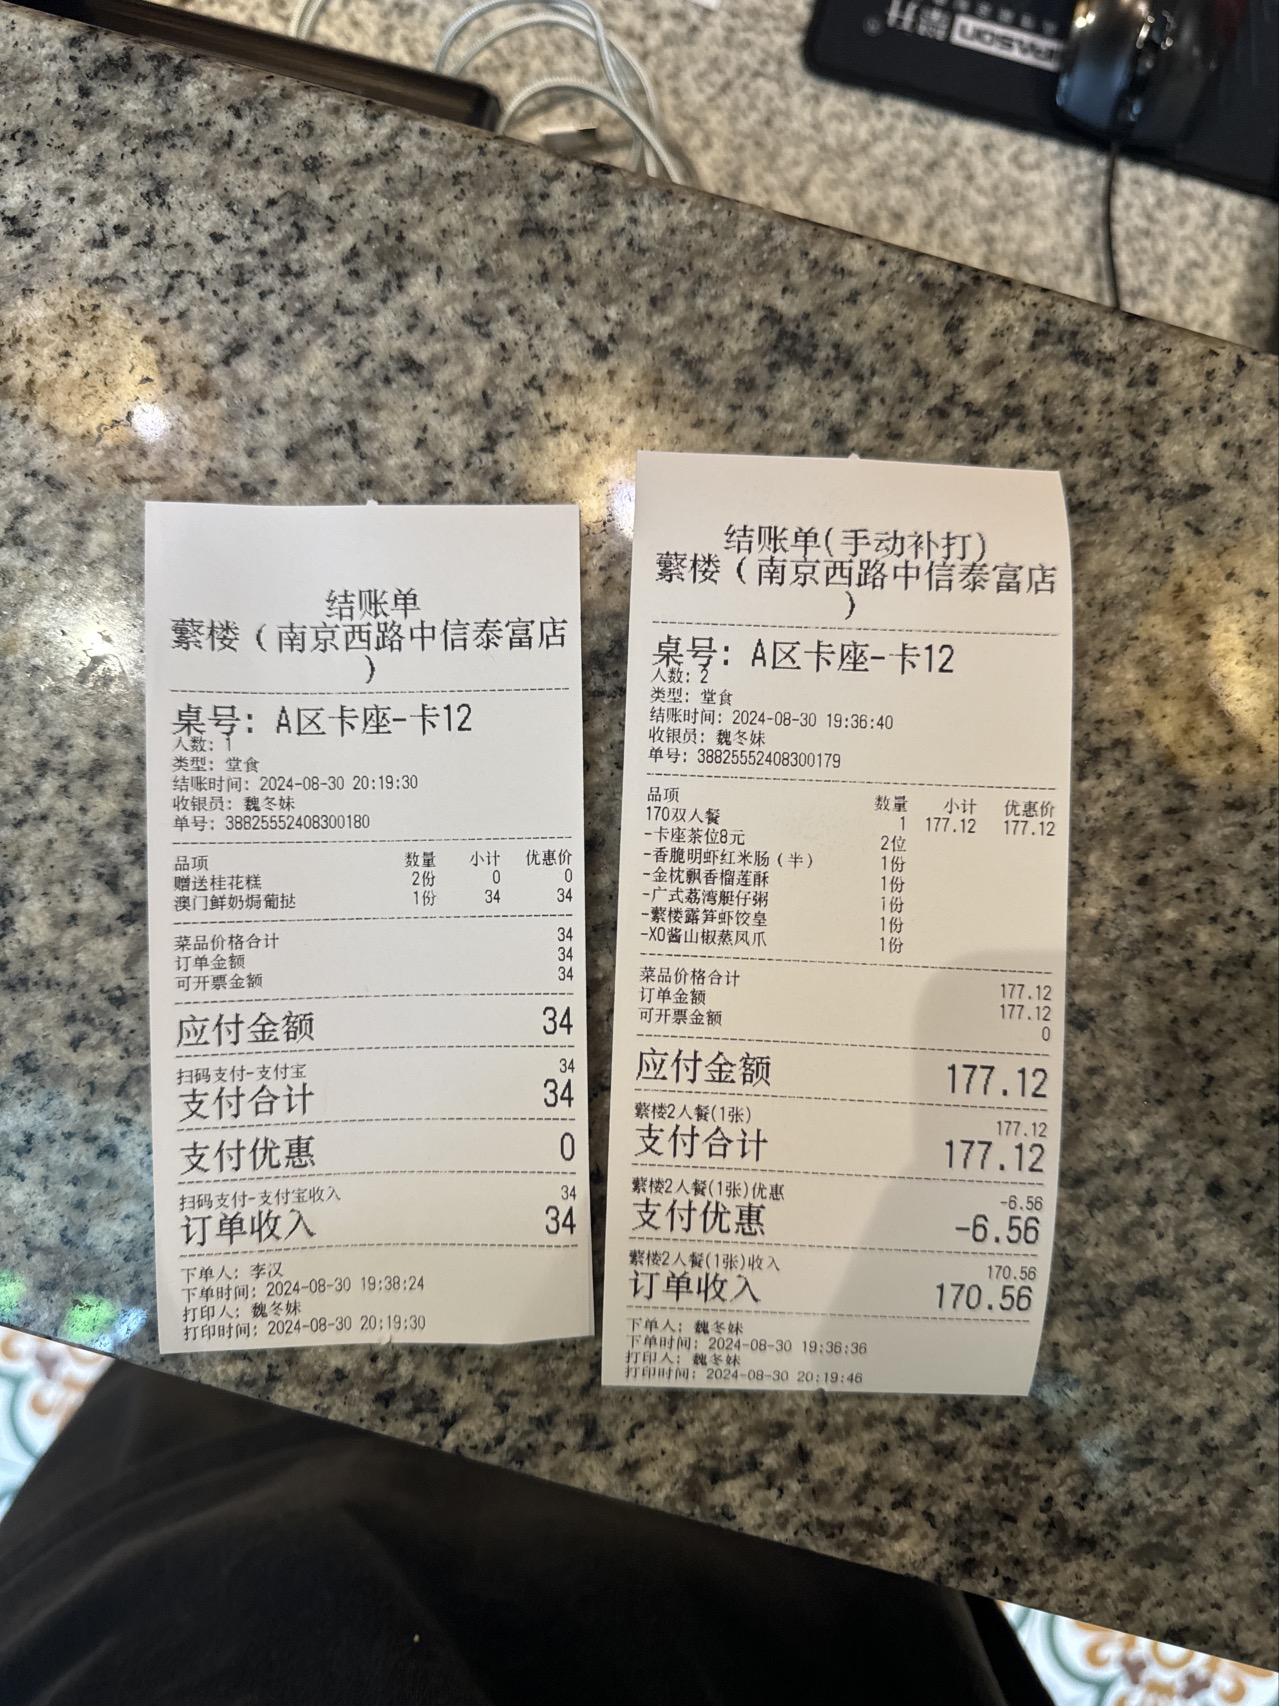 结账单
蘩楼（南京西路中信泰富店
）
桌号: A区卡座-卡12
人数: 1
类型: 堂食
结账时间: 2024-08-30 20:19:30
收银员: 魏冬妹
单号: 38825552408300180
品项 数量 小计 优惠价
赠送桂花糕 2份 0 0
澳门鲜奶焗葡挞 1份 34 34
菜品价格合计 34
订单金额 34
可开票金额 34
应付金额 34
扫码支付-支付宝 34
支付合计 34
支付优惠 0
扫码支付-支付宝收入 34
订单收入 34
下单人: 李汉
下单时间: 2024-08-30 19:38:24
打印人: 魏冬妹
打印时间: 2024-08-30 20:19:30
结账单(手动补打)
蘩楼（南京西路中信泰富店
）
桌号: A区卡座-卡12
人数: 2
类型: 堂食
结账时间: 2024-08-30 19:36:40
收银员: 魏冬妹
单号: 38825552408300179
品项 数量 小计 优惠价
170双人餐 1 177.12 177.12
-卡座茶位8元 2位
-香脆明虾红米肠（半） 1份
-金枕飘香榴莲酥 1份
-广式荔湾艇仔粥 1份
-蘩楼露笋虾饺皇 1份
-XO酱山椒蒸凤爪 1份
菜品价格合计 177.12
订单金额 177.12
可开票金额 0
应付金额 177.12
蘩楼2人餐(1张) 177.12
支付合计 177.12
蘩楼2人餐(1张)优惠 -6.56
支付优惠 -6.56
蘩楼2人餐(1张)收入 170.56
订单收入 170.56
下单人: 魏冬妹
下单时间: 2024-08-30 19:36:36
打印人: 魏冬妹
打印时间: 2024-08-30 20:19:46